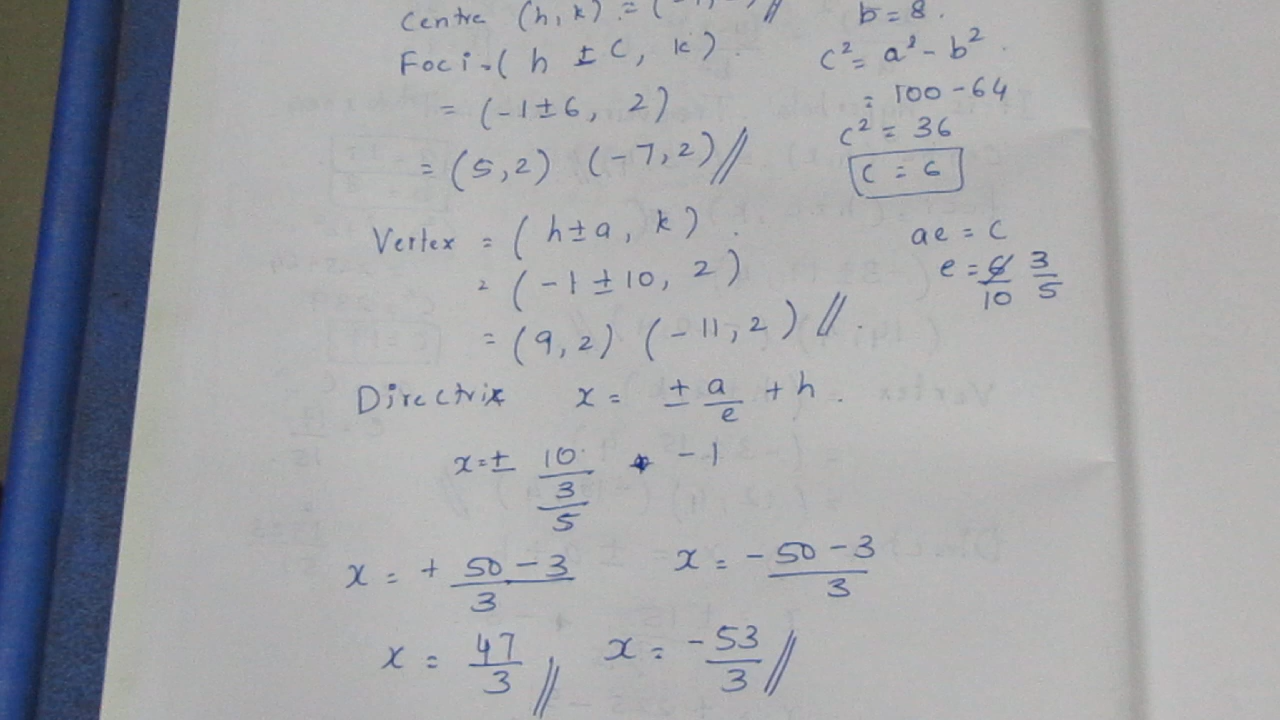 Centre (h, k) = (-1, 2) //
b = 8.
Foci = ( h ± C, k ) .
c² = a² - b² .
= (-1 ± 6, 2)
= 100 - 64
c² = 36
= (5, 2) (-7, 2) //
C = 6
Vertex = ( h ± a, k ) .
ae = C
= ( -1 ± 10, 2 )
e = 6/10 3/5
= (9, 2) ( -11, 2 ) // .
Directrix x = ± a/e + h .
x = ± 10/(3/5) - 1
x = + (50 - 3)/3 x = (-50 - 3)/3
x = 47/3 // x = -53/3 //